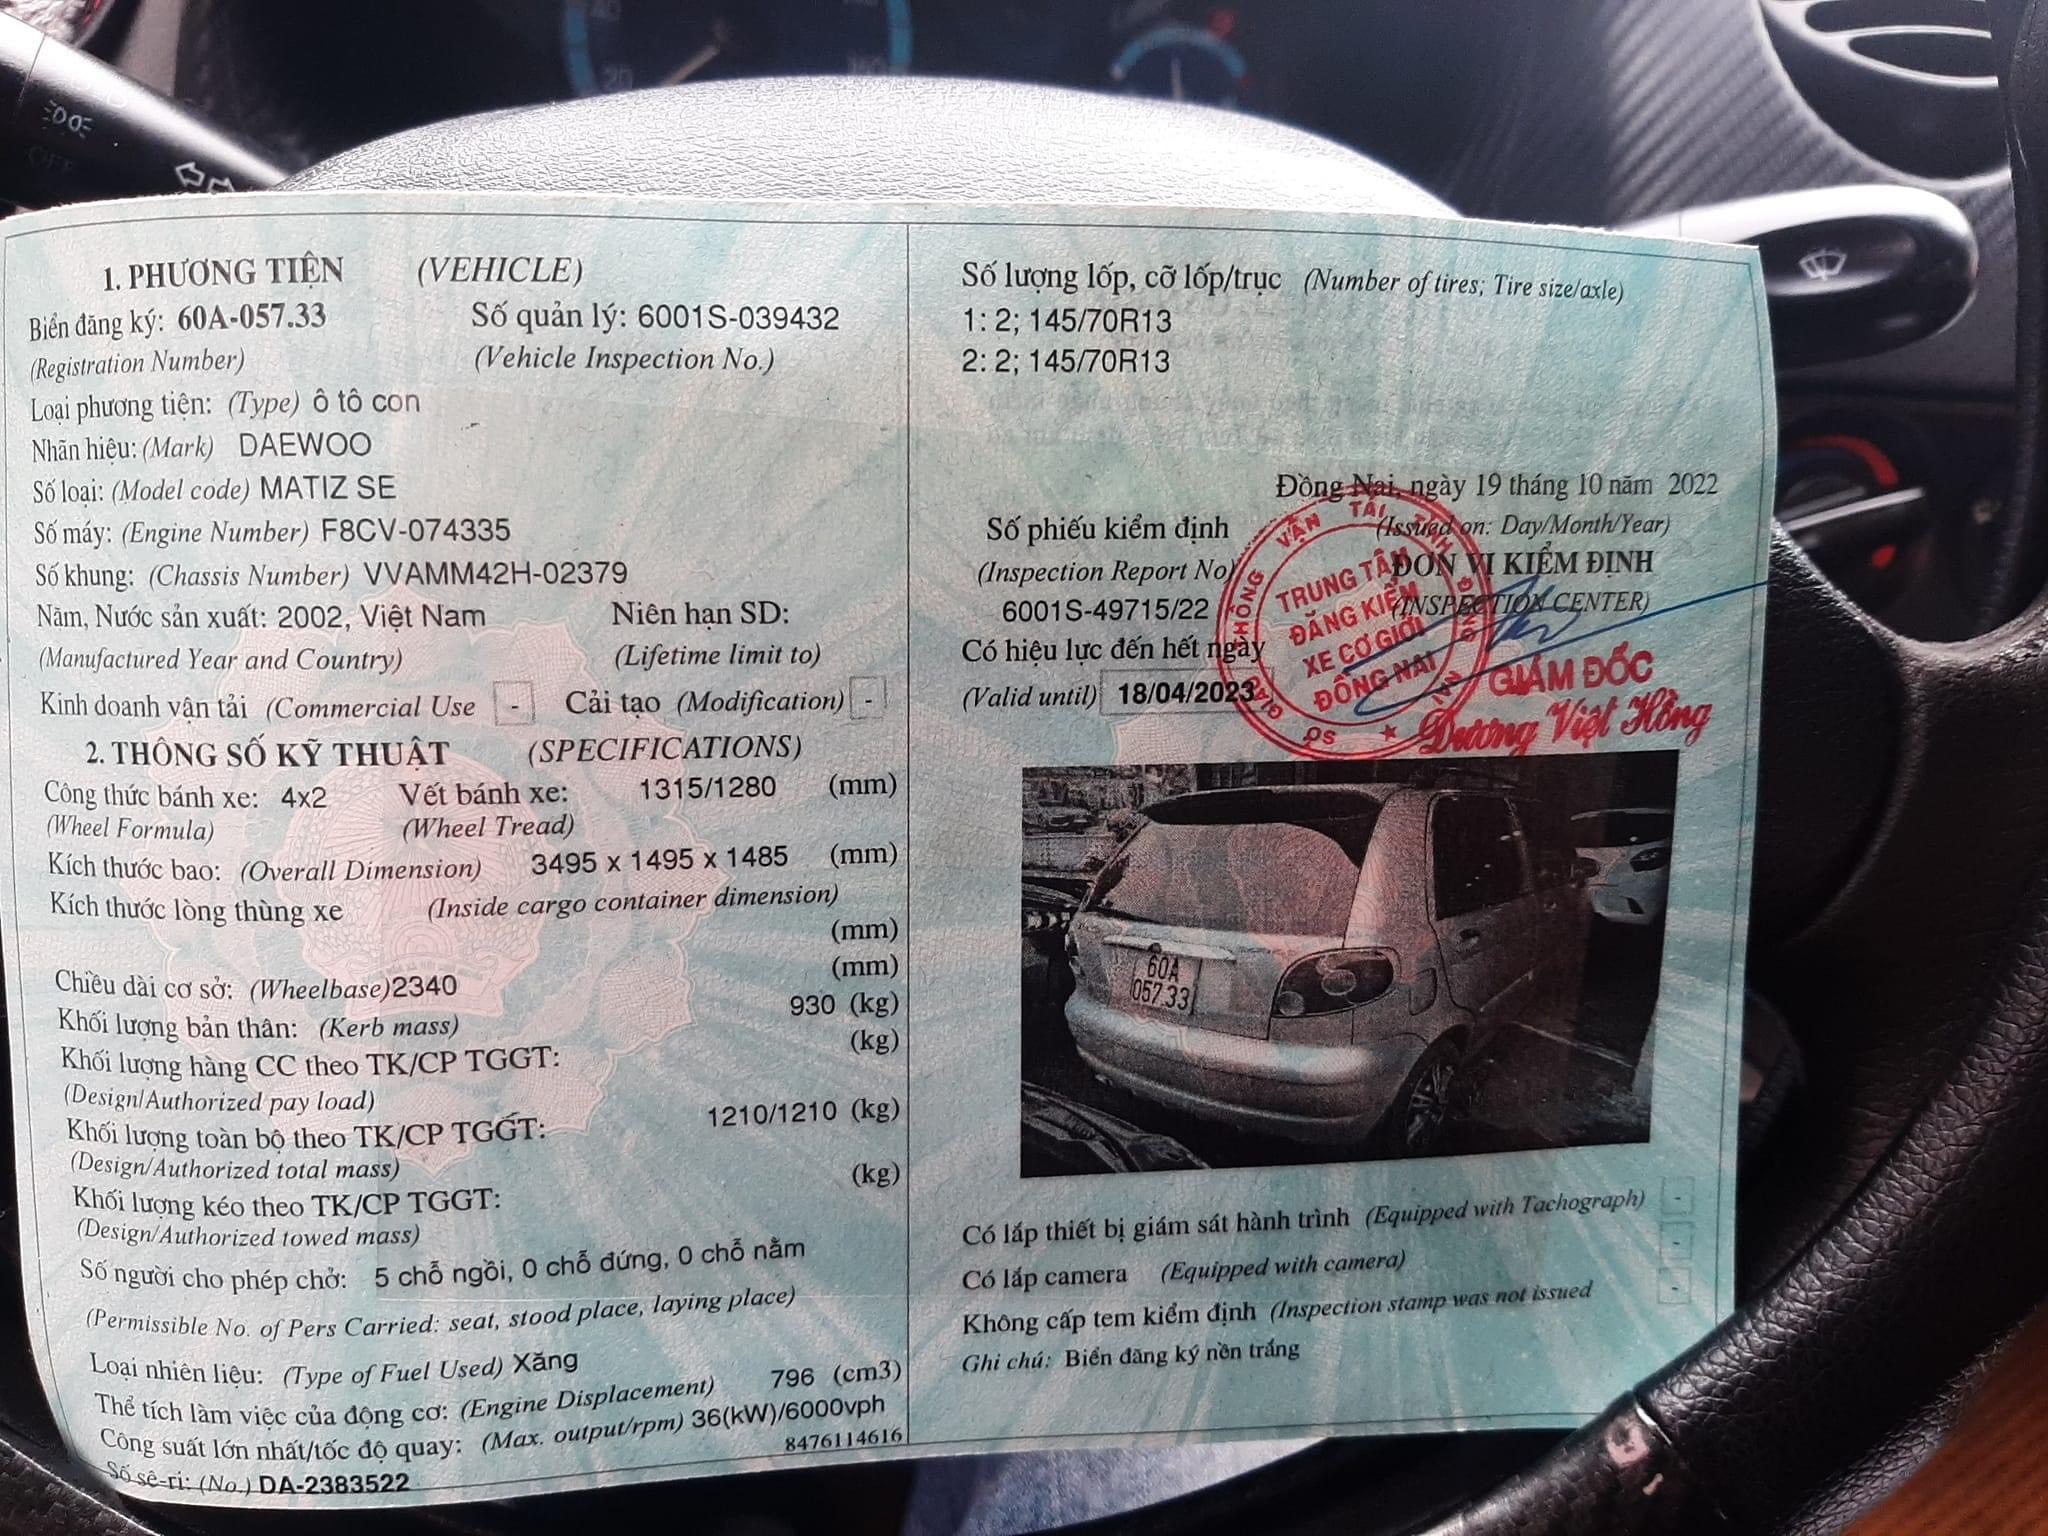 1. PHƯƠNG TIỆN (VEHICLE)
Biển đăng ký: 60A-057.33 Số quản lý: 6001S-039432
(Registration Number) (Vehicle Inspection No.)
Loại phương tiện: (Type) ô tô con
Nhãn hiệu: (Mark) DAEWOO
Số loại: (Model code) MATIZ SE
Số máy: (Engine Number) F8CV-074335
Số khung: (Chassis Number) VVAMM42H-02379
Năm, Nước sản xuất: 2002, Việt Nam Niên hạn SD:
(Manufactured Year and Country) (Lifetime limit to)
Kinh doanh vận tải (Commercial Use - Cải tạo (Modification) -
2. THÔNG SỐ KỸ THUẬT (SPECIFICATIONS)
Công thức bánh xe: 4x2 Vết bánh xe: 1315/1280 (mm)
(Wheel Formula) (Wheel Tread)
Kích thước bao: (Overall Dimension) 3495 x 1495 x 1485 (mm)
Kích thước lòng thùng xe (Inside cargo container dimension)
(mm)
Chiều dài cơ sở: (Wheelbase)2340 (mm)
Khối lượng bản thân: (Kerb mass) 930 (kg)
Khối lượng hàng CC theo TK/CP TGGT: (kg)
(Design/Authorized pay load)
Khối lượng toàn bộ theo TK/CP TGGT: 1210/1210 (kg)
(Design/Authorized total mass)
Khối lượng kéo theo TK/CP TGGT: (kg)
(Design/Authorized towed mass)
Số người cho phép chở: 5 chỗ ngồi, 0 chỗ đứng, 0 chỗ nằm
(Permissible No. of Pers Carried: seat, stood place, laying place)
Loại nhiên liệu: (Type of Fuel Used) Xăng
Thể tích làm việc của động cơ: (Engine Displacement) 796 (cm3)
Công suất lớn nhất/tốc độ quay: (Max. output/rpm) 36(kW)/6000vph
8476114616
Số sê-ri: (No.) DA-2383522
Số lượng lốp, cỡ lốp/trục (Number of tires; Tire size/axle)
1: 2; 145/70R13
2: 2; 145/70R13
Đồng Nai, ngày 19 tháng 10 năm 2022
(Issued on: Day/Month/Year)
Số phiếu kiểm định
(Inspection Report No)
6001S-49715/22
ĐƠN VỊ KIỂM ĐỊNH
(INSPECTION CENTER)
Có hiệu lực đến hết ngày
(Valid until) 18/04/2023
SỞ GIAO THÔNG VẬN TẢI TỈNH ĐỒNG NAI
TRUNG TÂM
ĐĂNG KIỂM
XE CƠ GIỚI
ĐỒNG NAI
GIÁM ĐỐC
Dương Việt Hồng
60A
057.33
Có lắp thiết bị giám sát hành trình (Equipped with Tachograph) -
Có lắp camera (Equipped with camera) -
Không cấp tem kiểm định (Inspection stamp was not issued -
Ghi chú: Biển đăng ký nền trắng
OFF
20